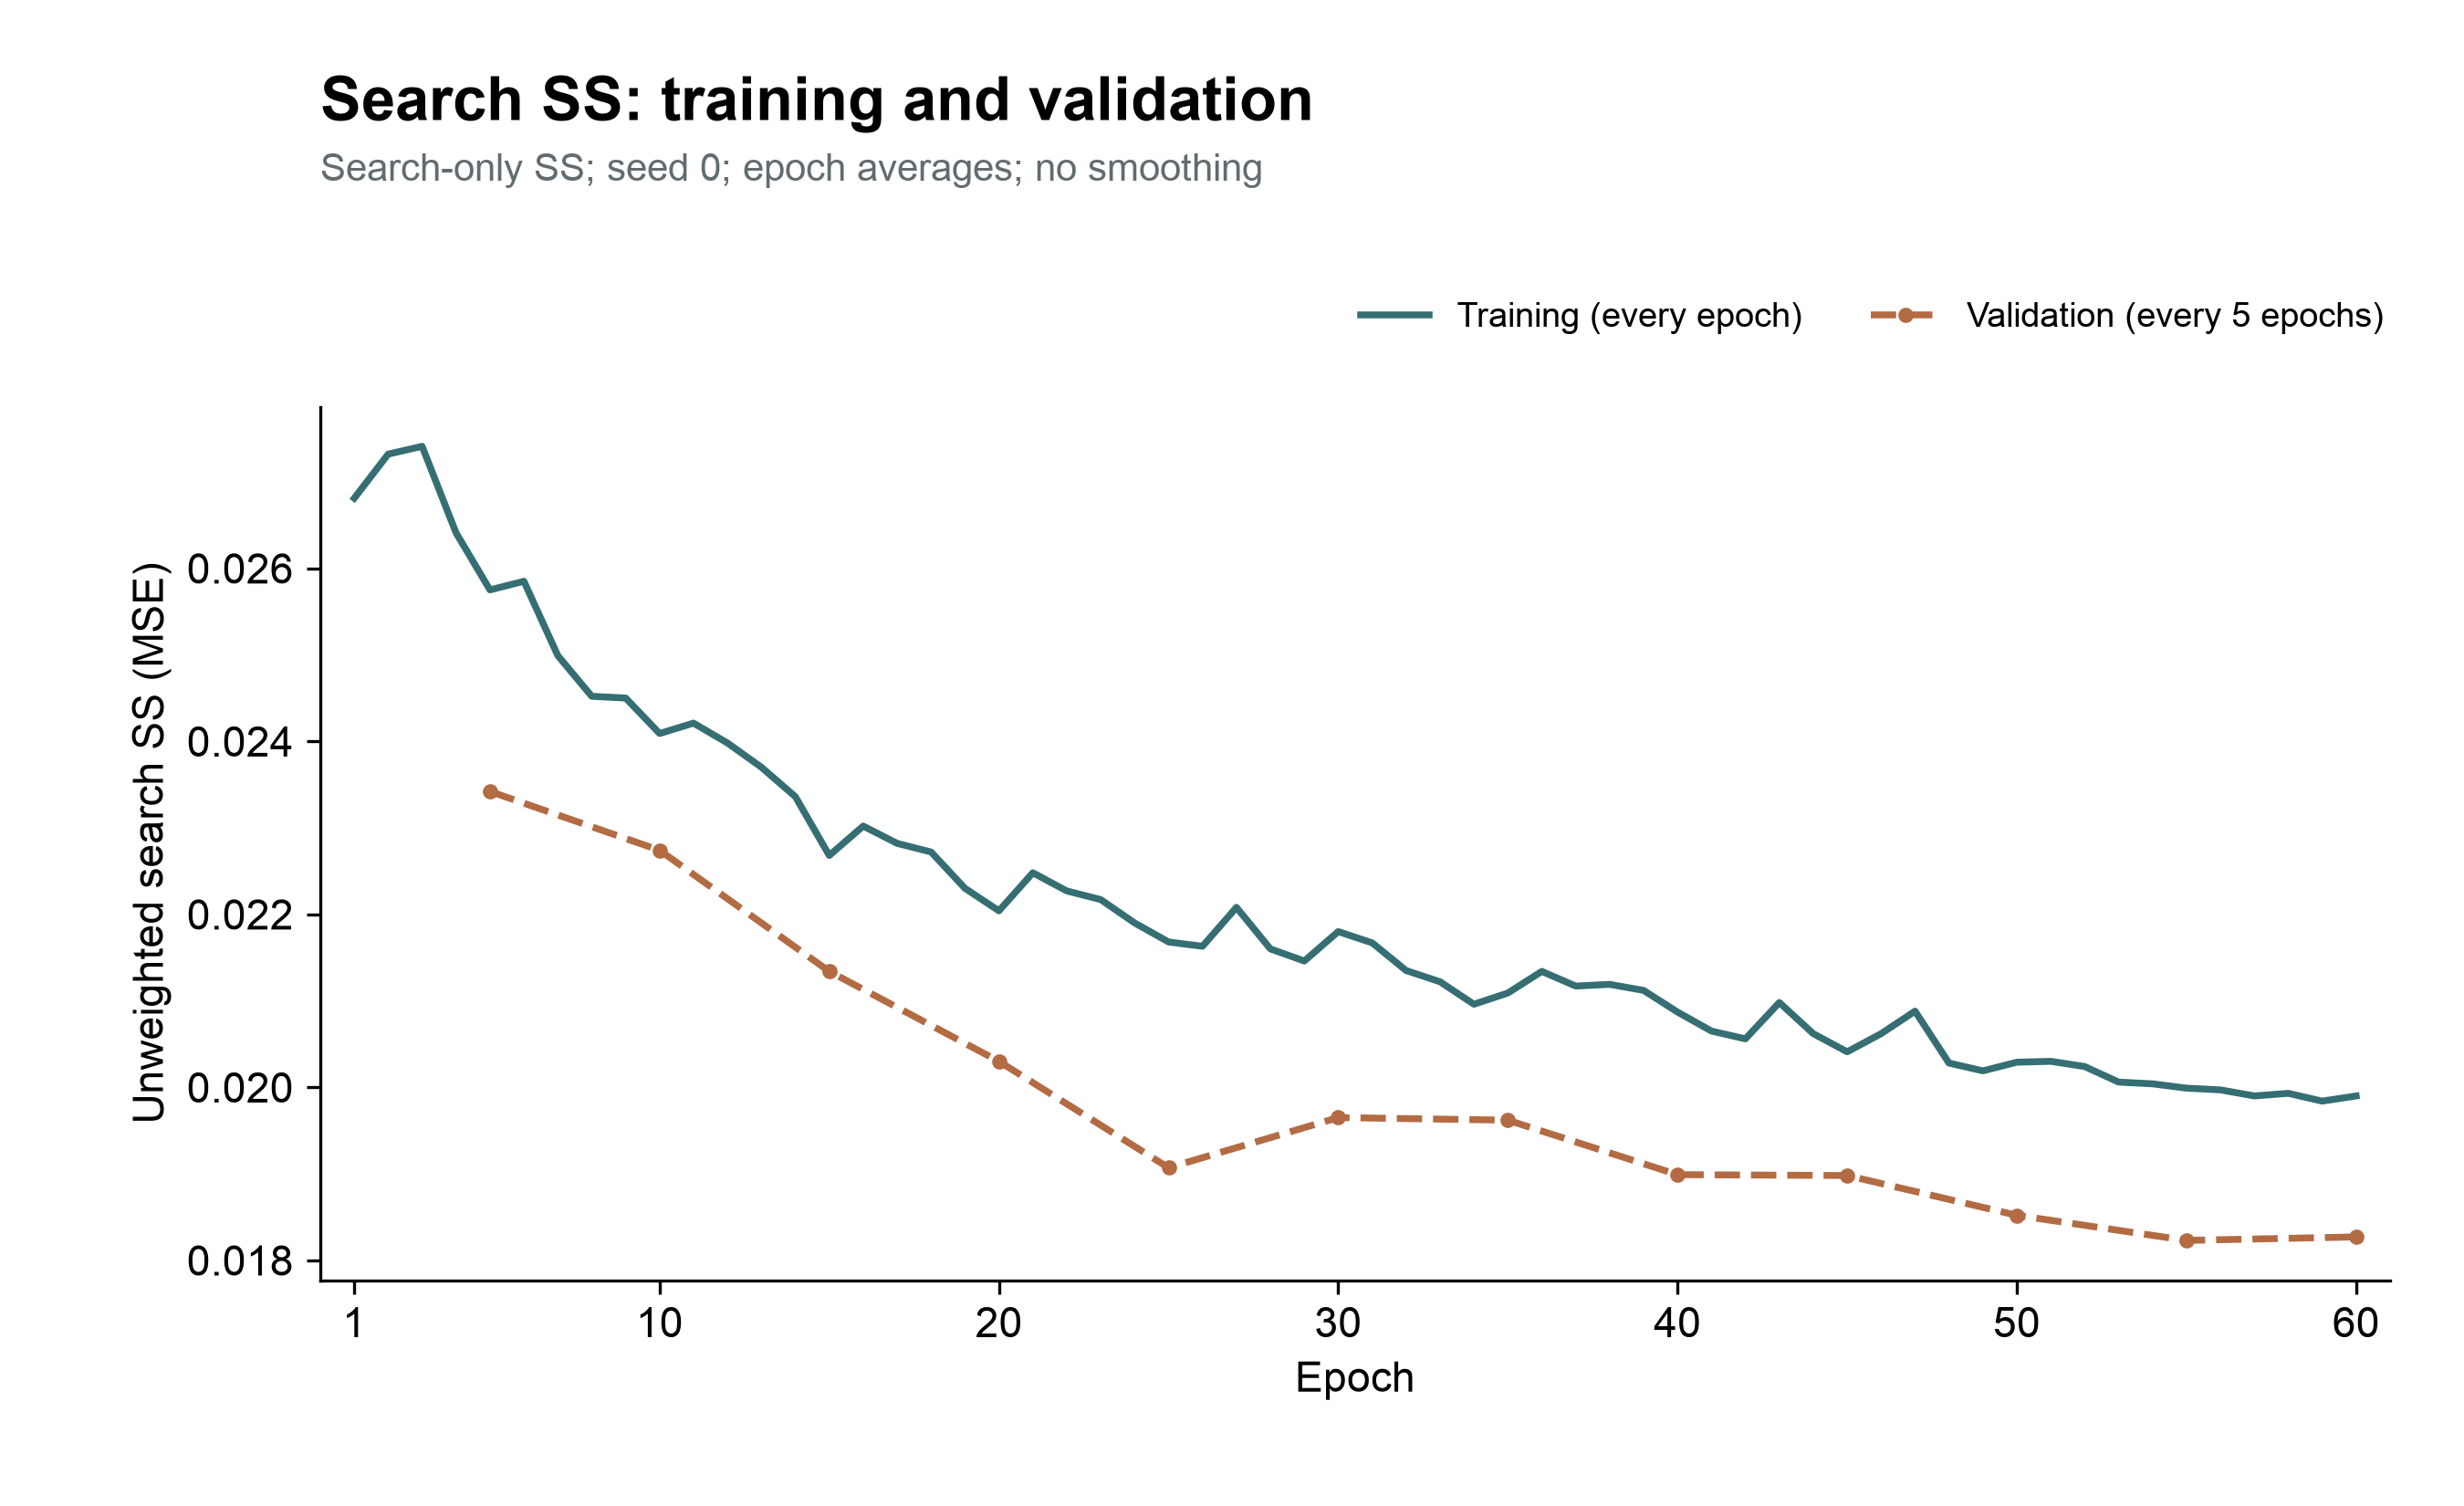 Search SS: training and validation
Search-only SS; seed 0; epoch averages; no smoothing
Training (every epoch)
Validation (every 5 epochs)
Unweighted search SS (MSE)
0.026
0.024
0.022
0.020
0.018
1 10 20 30 40 50 60
Epoch